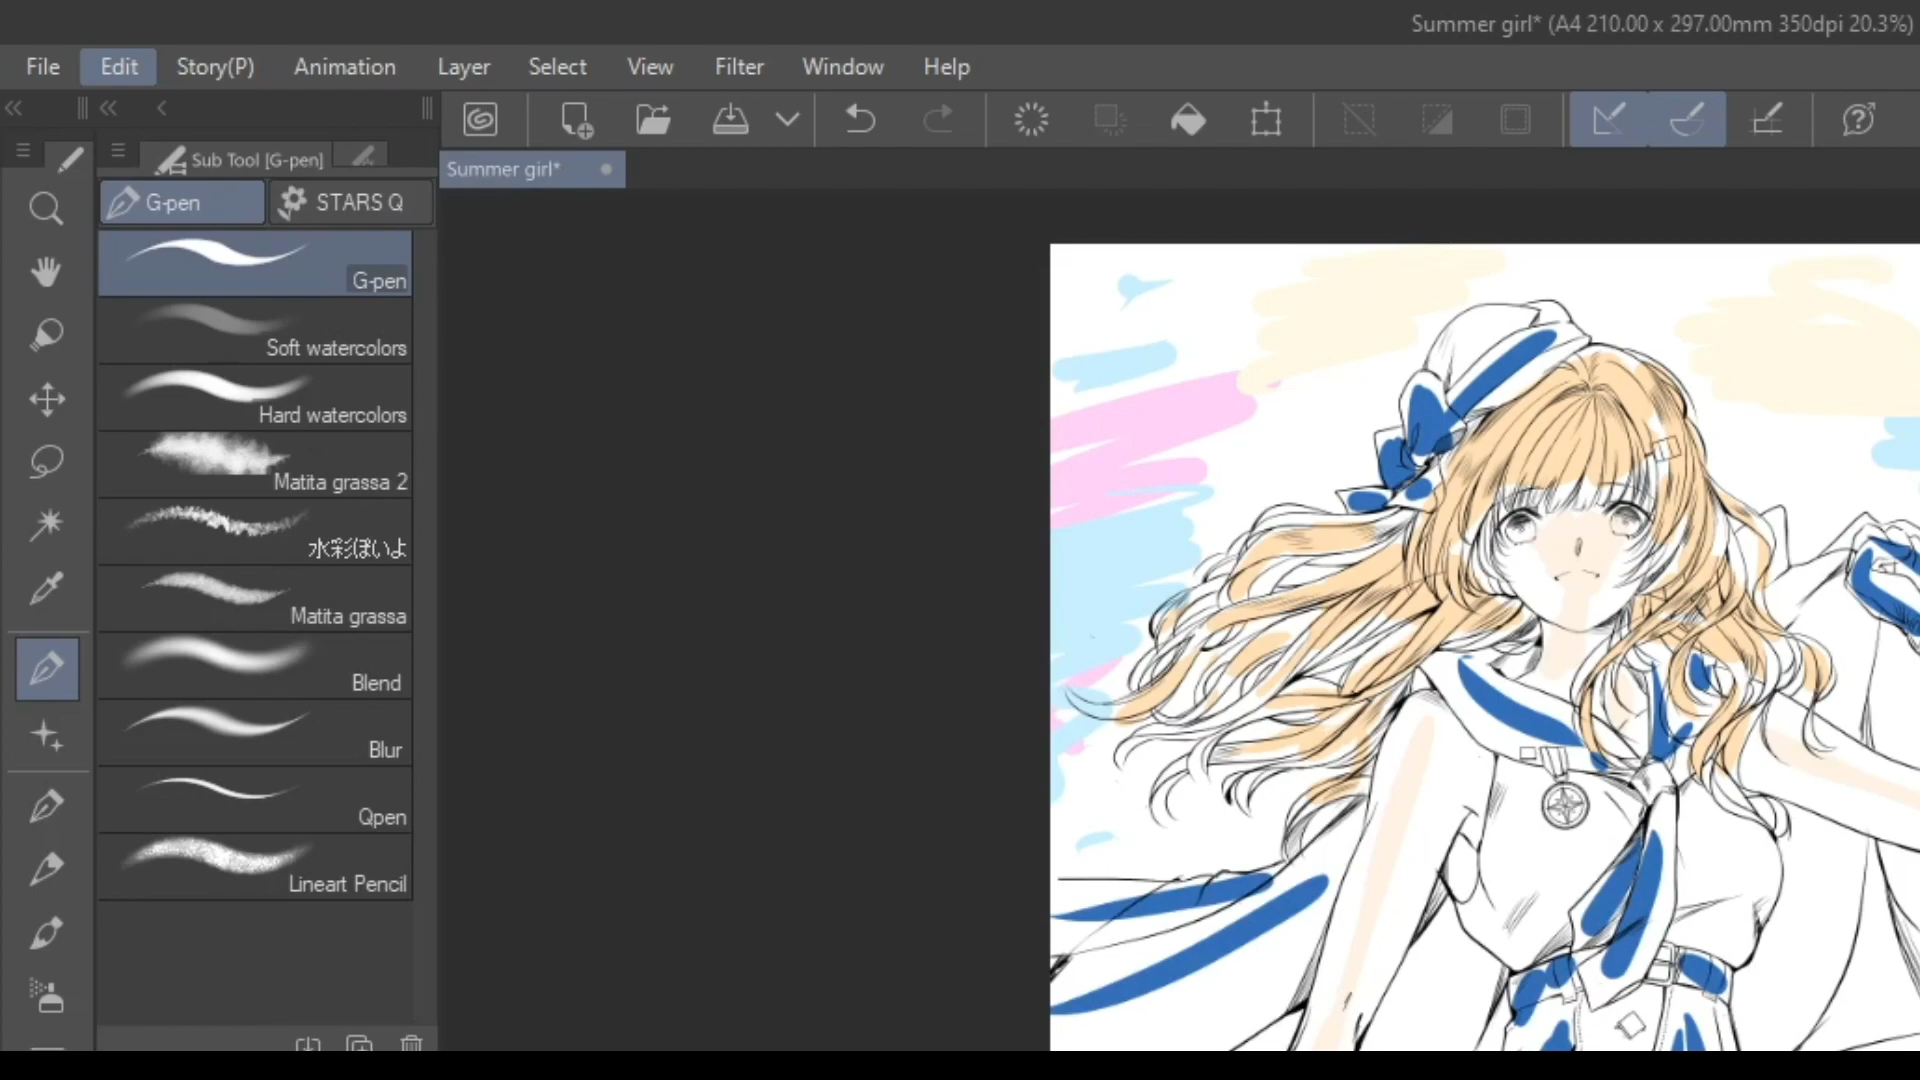 Summer girl* (A4 210.00 x 297.00mm 350dpi 20.3%)
File Edit Story(P) Animation Layer Select View Filter Window Help
Sub Tool [G-pen]
Summer girl*
G-pen STARS Q
G-pen
Soft watercolors
Hard watercolors
Matita grassa 2
水彩ぽいよ
Matita grassa
Blend
Blur
Qpen
Lineart Pencil